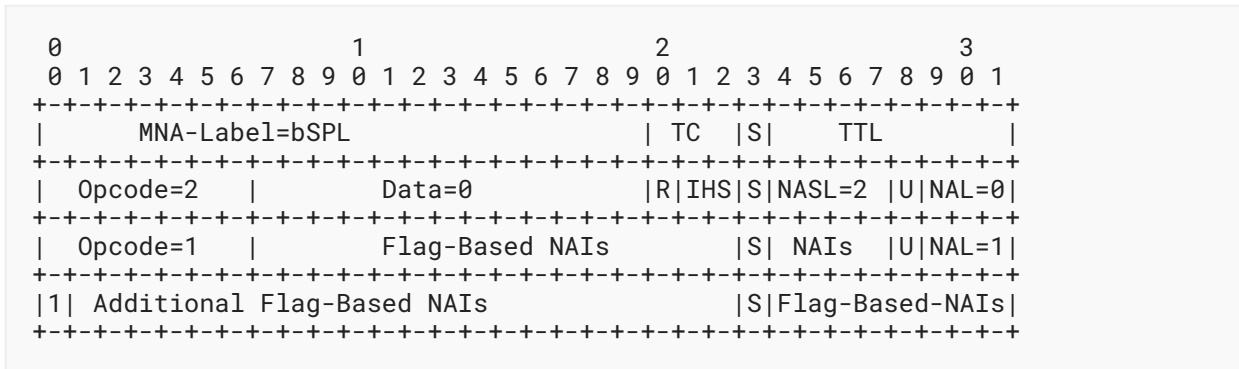 0                   1                   2                   3
 0 1 2 3 4 5 6 7 8 9 0 1 2 3 4 5 6 7 8 9 0 1 2 3 4 5 6 7 8 9 0 1
+-+-+-+-+-+-+-+-+-+-+-+-+-+-+-+-+-+-+-+-+-+-+-+-+-+-+-+-+-+-+-+-+
|      MNA-Label=bSPL                   | TC  |S|    TTL        |
+-+-+-+-+-+-+-+-+-+-+-+-+-+-+-+-+-+-+-+-+-+-+-+-+-+-+-+-+-+-+-+-+
|  Opcode=2   |        Data=0           |R|IHS|S|NASL=2 |U|NAL=0|
+-+-+-+-+-+-+-+-+-+-+-+-+-+-+-+-+-+-+-+-+-+-+-+-+-+-+-+-+-+-+-+-+
|  Opcode=1   |        Flag-Based NAIs        |S| NAIs  |U|NAL=1|
+-+-+-+-+-+-+-+-+-+-+-+-+-+-+-+-+-+-+-+-+-+-+-+-+-+-+-+-+-+-+-+-+
|1| Additional Flag-Based NAIs                |S|Flag-Based-NAIs|
+-+-+-+-+-+-+-+-+-+-+-+-+-+-+-+-+-+-+-+-+-+-+-+-+-+-+-+-+-+-+-+-+